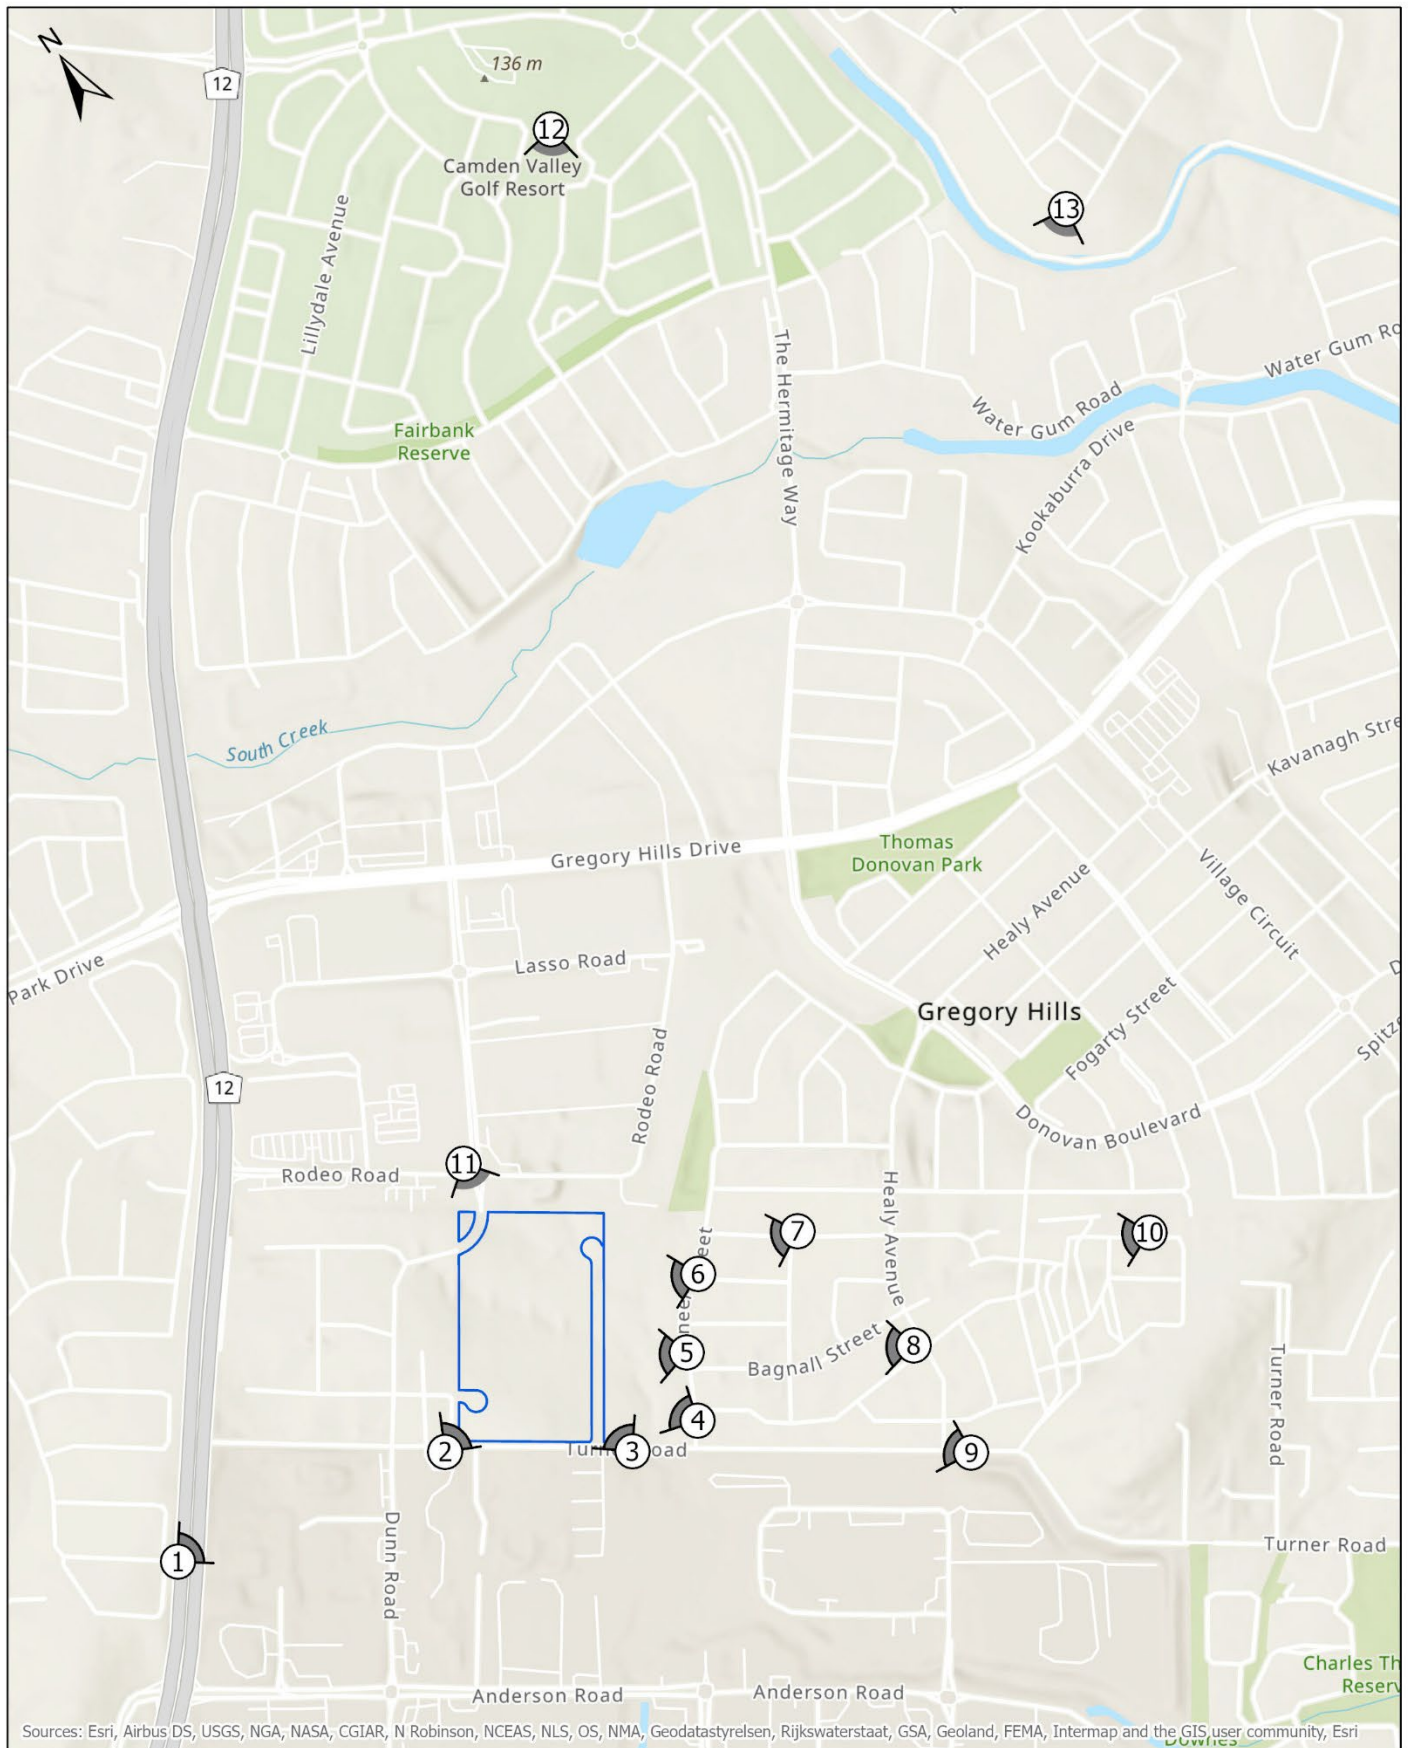 N
12
136 m
12
Camden Valley
Golf Resort
13
Lillydale Avenue
The Hermitage Way
Water Gum Ro
Water Gum Road
Fairbank
Reserve
Kookaburra Drive
South Creek
Kavanagh Stre
Thomas
Donovan Park
Gregory Hills Drive
Healy Avenue
Village Circuit
Park Drive
Lasso Road
Gregory Hills
Fogarty Street
Spitze
D
Rodeo Road
12
Donovan Boulevard
11
Rodeo Road
Healy Avenue
7
10
6
neer
eet
5
Bagnall Street
8
Turner Road
4
2
Turn
oad
3
9
1
Dunn Road
Turner Road
Charles Th
Reserv
Anderson Road
Anderson Road
Downes
Sources: Esri, Airbus DS, USGS, NGA, NASA, CGIAR, N Robinson, NCEAS, NLS, OS, NMA, Geodatastyrelsen, Rijkswaterstaat, GSA, Geoland, FEMA, Intermap and the GIS user community, Esri